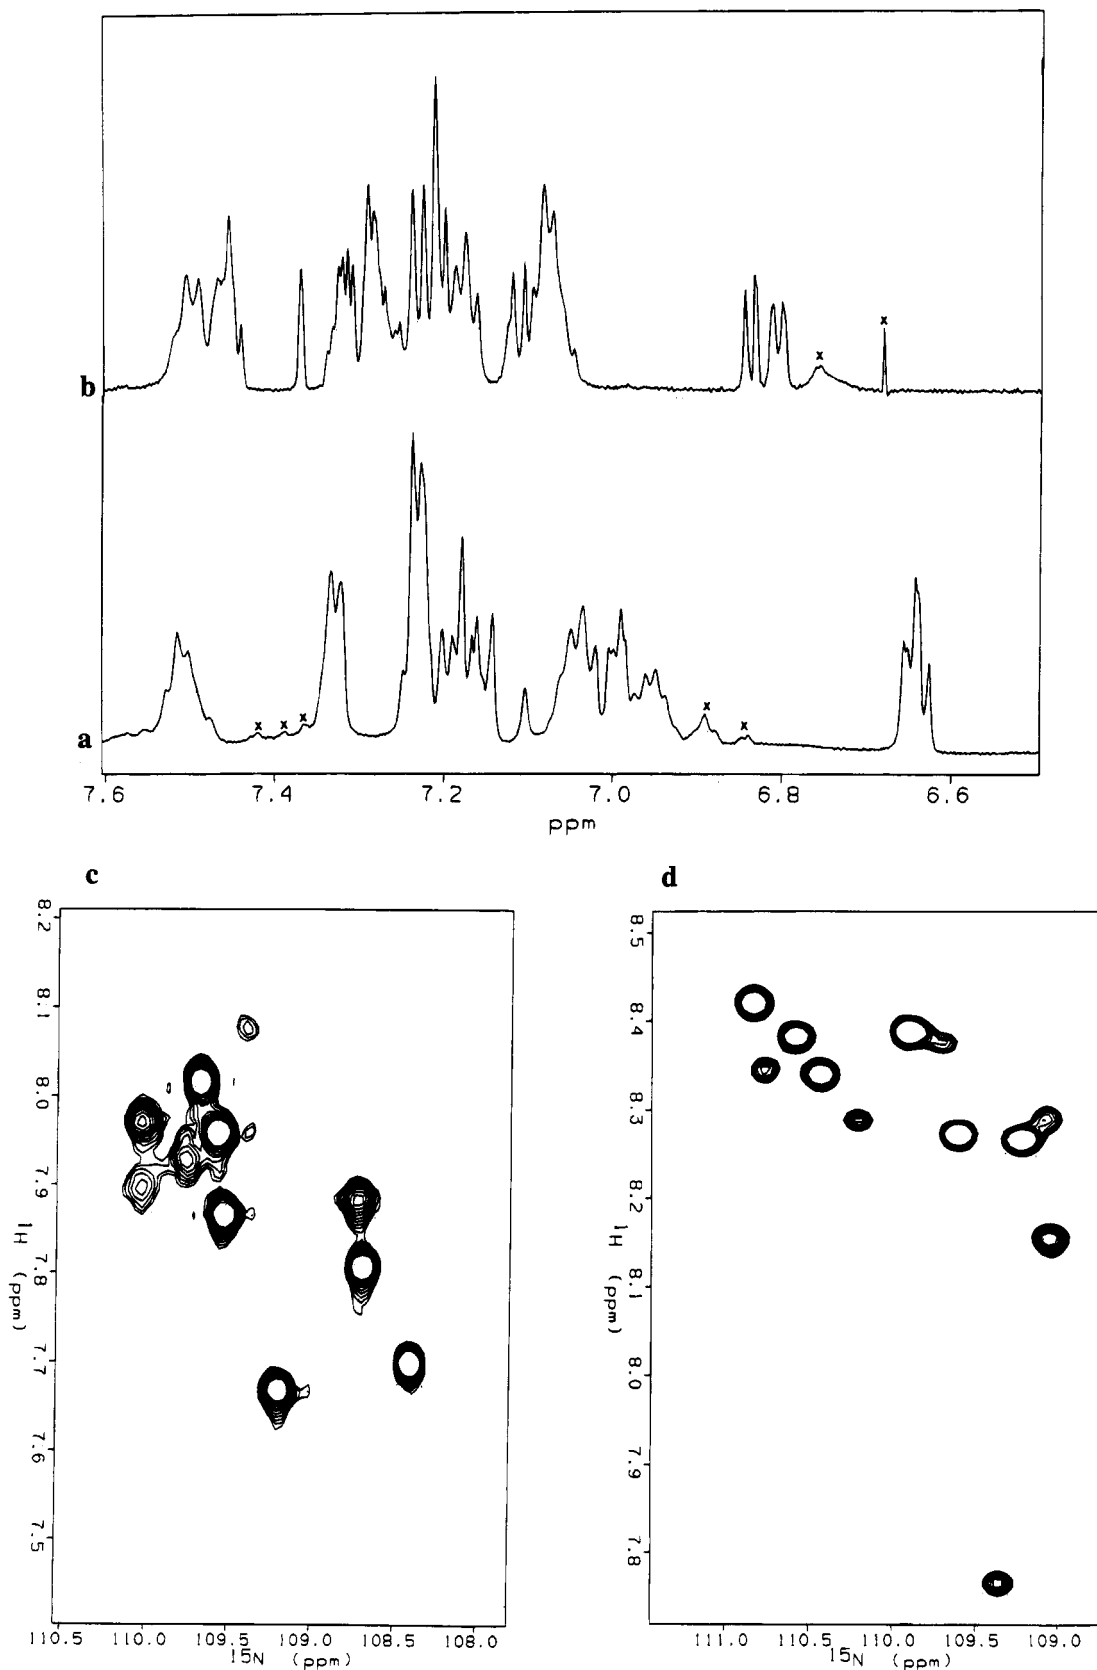 x
x
b
x x x
x
x
a
7.6 7.4 7.2 7.0 6.8 6.6
ppm
c
d
8.2
8.1
8.0
7.9
7.8
7.7
7.6
7.5
1H (ppm)
110.5 110.0 109.5 109.0 108.5 108.0
15N (ppm)
8.5
8.4
8.3
8.2
8.1
8.0
7.9
7.8
1H (ppm)
111.0 110.5 110.0 109.5 109.0
15N (ppm)